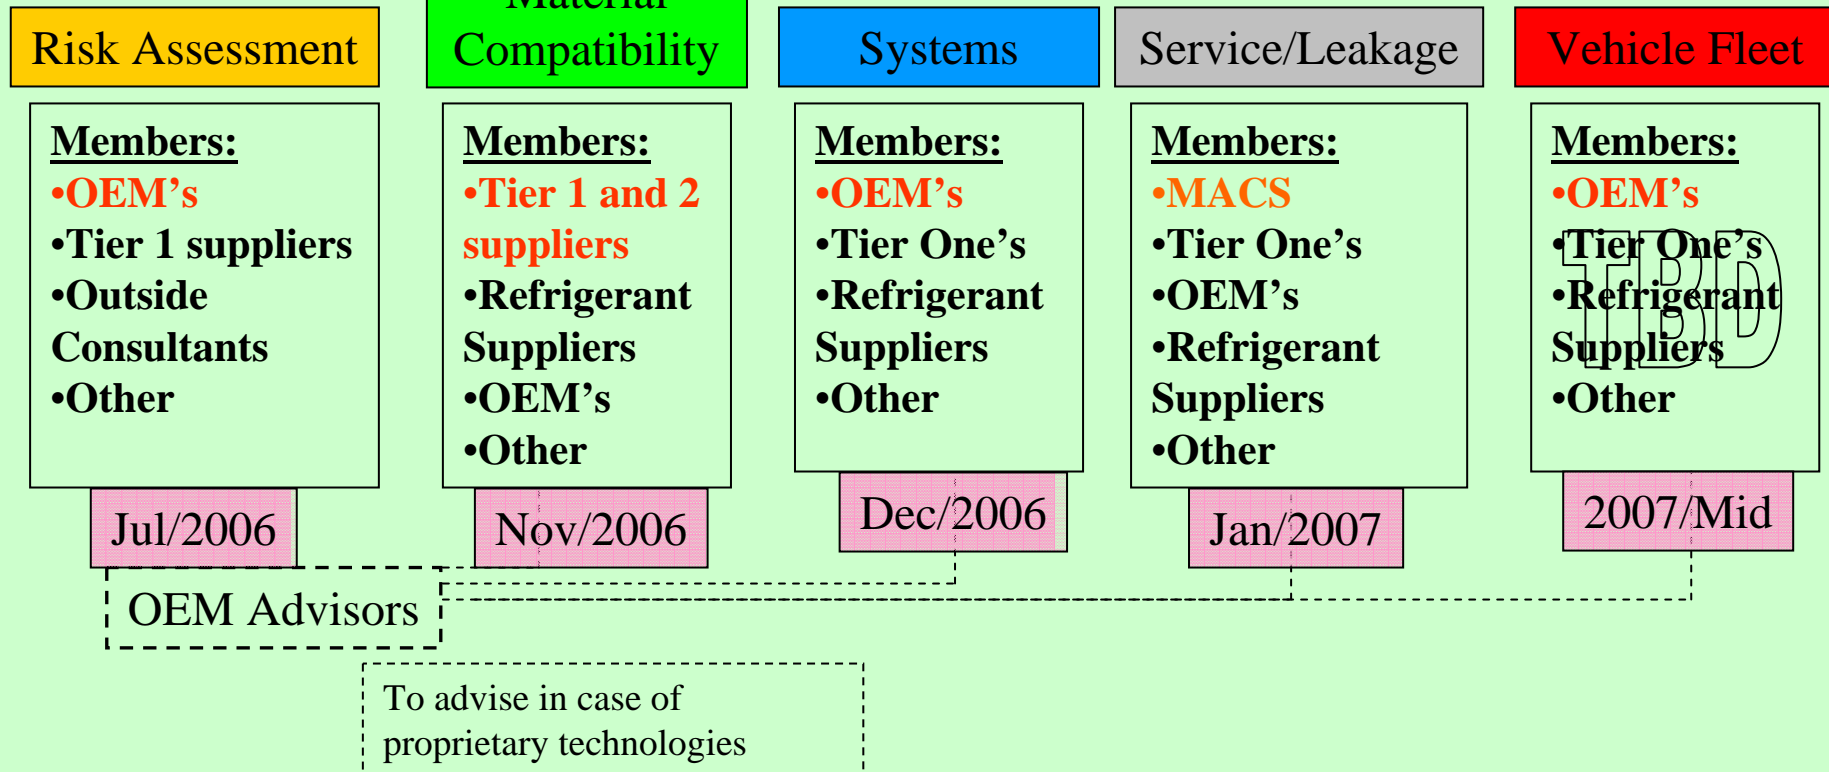 Risk Assessment
Material
Compatibility
Systems
Service/Leakage
Vehicle Fleet
Members:
•OEM’s
•Tier 1 suppliers
•Outside
Consultants
•Other
Jul/2006
Members:
•Tier 1 and 2
suppliers
•Refrigerant
Suppliers
•OEM’s
•Other
Nov/2006
Members:
•OEM’s
•Tier One’s
•Refrigerant
Suppliers
•Other
Dec/2006
Members:
•MACS
•Tier One’s
•OEM’s
•Refrigerant
Suppliers
•Other
Jan/2007
Members:
•OEM’s
•Tier One’s
•Refrigerant
Suppliers
•Other
TBD
2007/Mid
OEM Advisors
To advise in case of
proprietary technologies